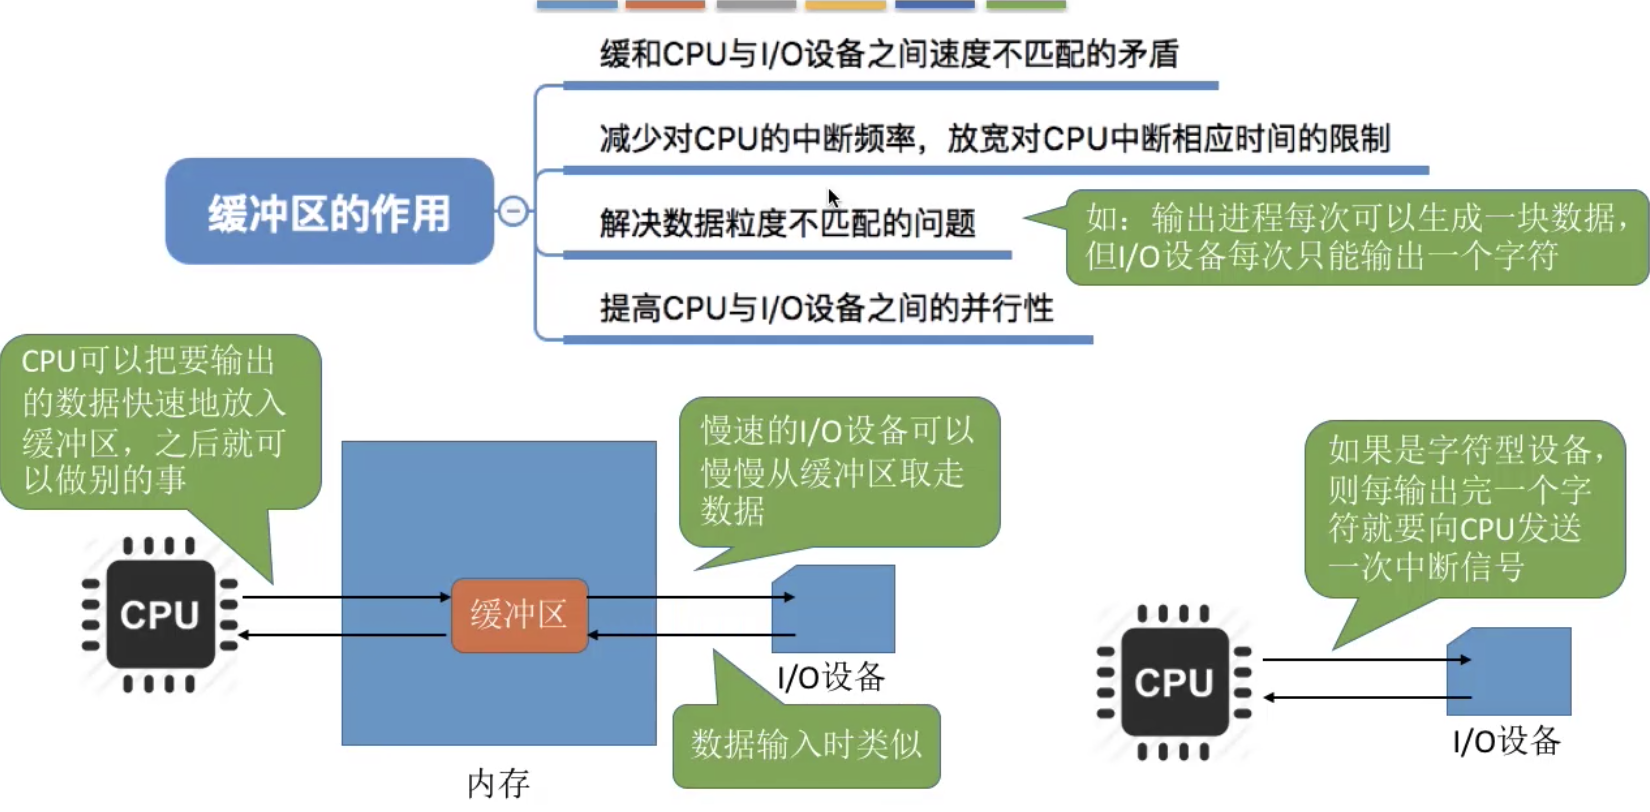 缓和CPU与I/O设备之间速度不匹配的矛盾
减少对CPU的中断频率，放宽对CPU中断相应时间的限制
缓冲区的作用
解决数据粒度不匹配的问题
如：输出进程每次可以生成一块数据，
但I/O设备每次只能输出一个字符
提高CPU与I/O设备之间的并行性
CPU可以把要输出
的数据快速地放入
缓冲区，之后就可
以做别的事
慢速的I/O设备可以
慢慢从缓冲区取走
数据
如果是字符型设备，
则每输出完一个字
符就要向CPU发送
一次中断信号
CPU
缓冲区
I/O设备
数据输入时类似
内存
CPU
I/O设备